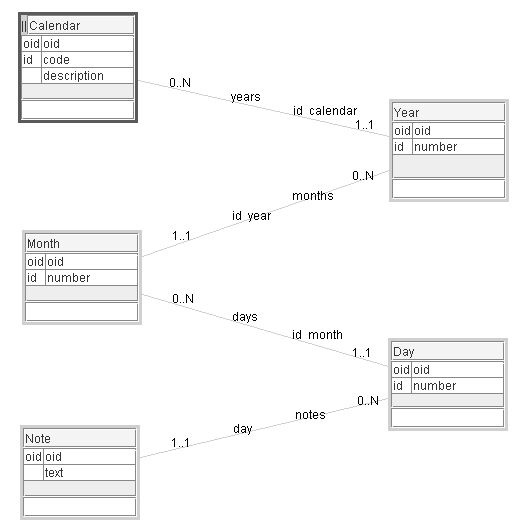 Calendar
oid oid
id code
description
0..N
years
id calendar
1..1
Year
oid oid
id number
0..N
months
id year
1..1
Month
oid oid
id number
0..N
days
id month
1..1
Day
oid oid
id number
0..N
notes
day
1..1
Note
oid oid
text